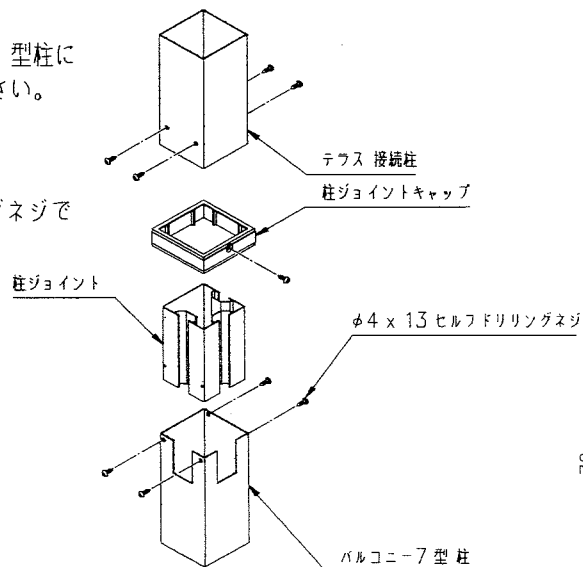 型柱に
さい。
テラス 接続柱
柱ジョイントキャップ
ネジで
柱ジョイント
φ4 x 13 セルフドリリングネジ
バルコニー7型 柱